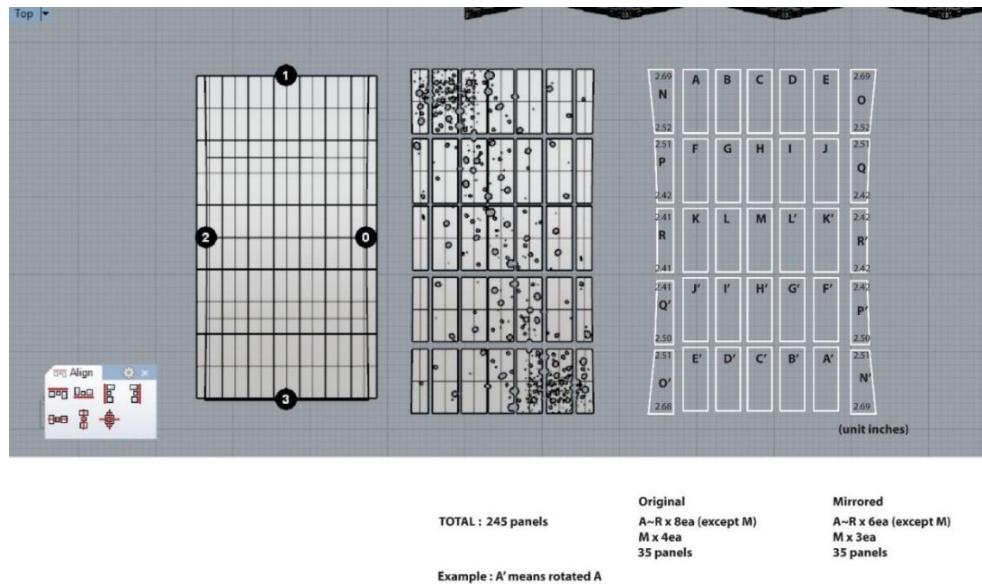 Top
1
2
0
3
Align
2.69 A B C D E 2.69
N O
2.52 2.52
2.51 F G H I J 2.51
P Q
2.42 2.42
2.41 K L M L' K' 2.42
R R'
2.41 2.42
2.41 J' I' H' G' F' 2.42
Q' P'
2.50 2.50
2.51 E' D' C' B' A' 2.51
O' N'
2.68 2.69
(unit inches)
Original Mirrored
TOTAL : 245 panels A~R x 8ea (except M) A~R x 6ea (except M)
M x 4ea M x 3ea
35 panels 35 panels
Example : A' means rotated A